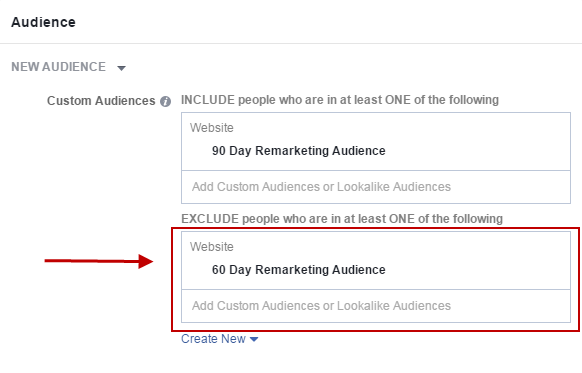 Audience
NEW AUDIENCE
Custom Audiences
INCLUDE people who are in at least ONE of the following
Website
90 Day Remarketing Audience
Add Custom Audiences or Lookalike Audiences
EXCLUDE people who are in at least ONE of the following
Website
60 Day Remarketing Audience
Add Custom Audiences or Lookalike Audiences
Create New